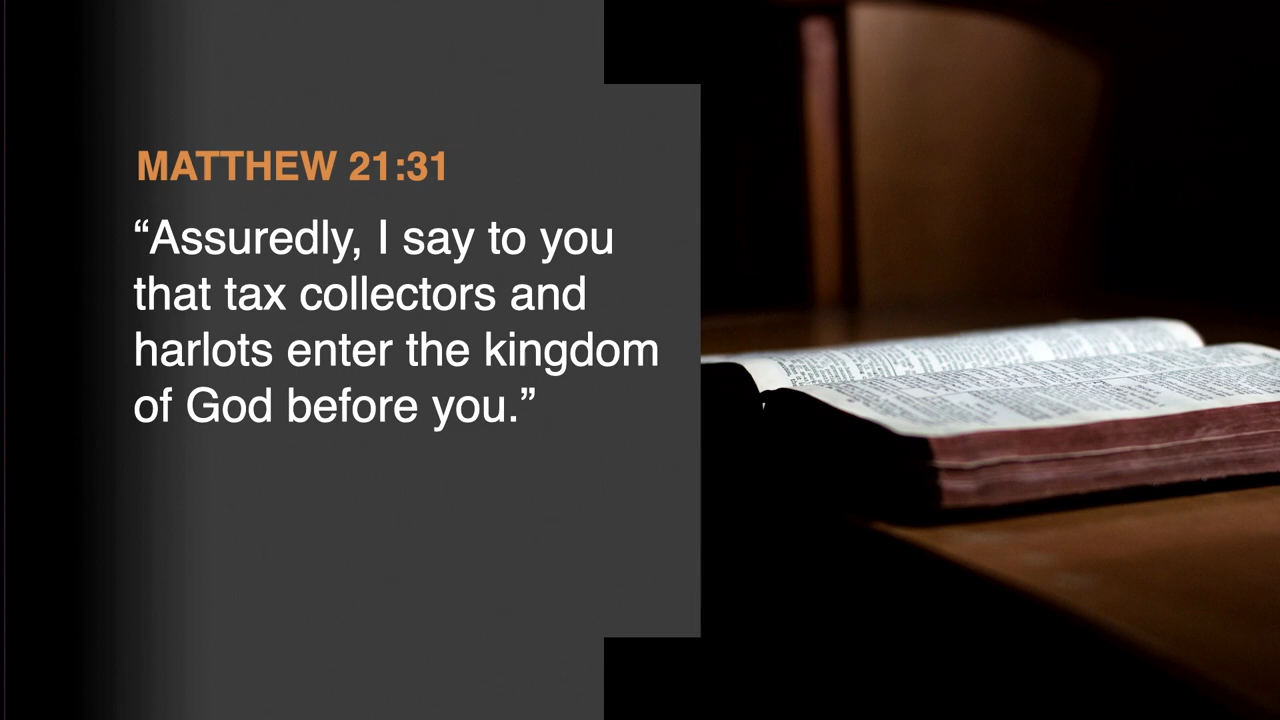 MATTHEW 21:31
“Assuredly, I say to you
that tax collectors and
harlots enter the kingdom
of God before you.”